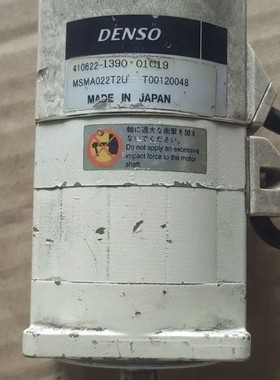 DENSO
410622-1390 01C19
MSMA022T2U T00120048
MADE IN JAPAN
軸に過大な衝撃を加え
ないでください。
Do not apply an excessive
impact force to the motor
shaft.